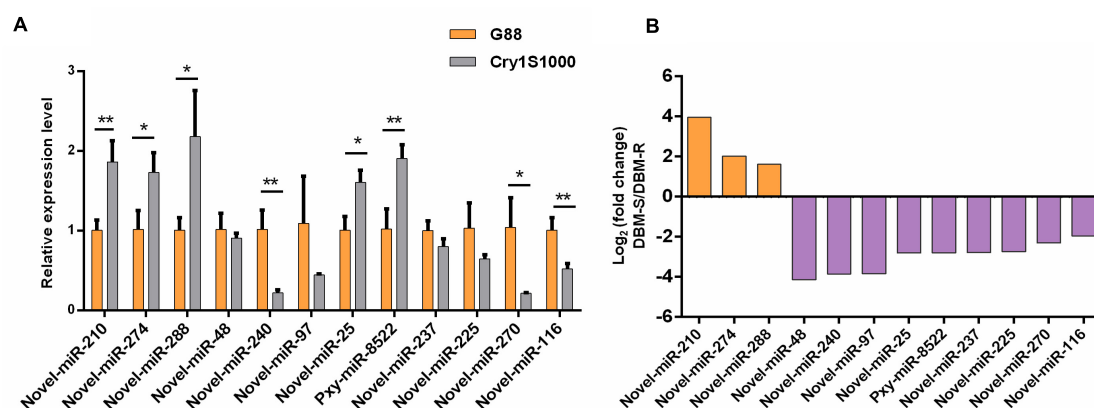 A
G88
Cry1S1000
Relative expression level
3
2
1
0
**
*
*
**
*
**
*
**
Novel-miR-210
Novel-miR-274
Novel-miR-288
Novel-miR-48
Novel-miR-240
Novel-miR-97
Novel-miR-25
Pxy-miR-8522
Novel-miR-237
Novel-miR-225
Novel-miR-270
Novel-miR-116
B
Log2 (fold change)
DBM-S/DBM-R
6
4
2
0
-2
-4
-6
Novel-miR-210
Novel-miR-274
Novel-miR-288
Novel-miR-48
Novel-miR-240
Novel-miR-97
Novel-miR-25
Pxy-miR-8522
Novel-miR-237
Novel-miR-225
Novel-miR-270
Novel-miR-116